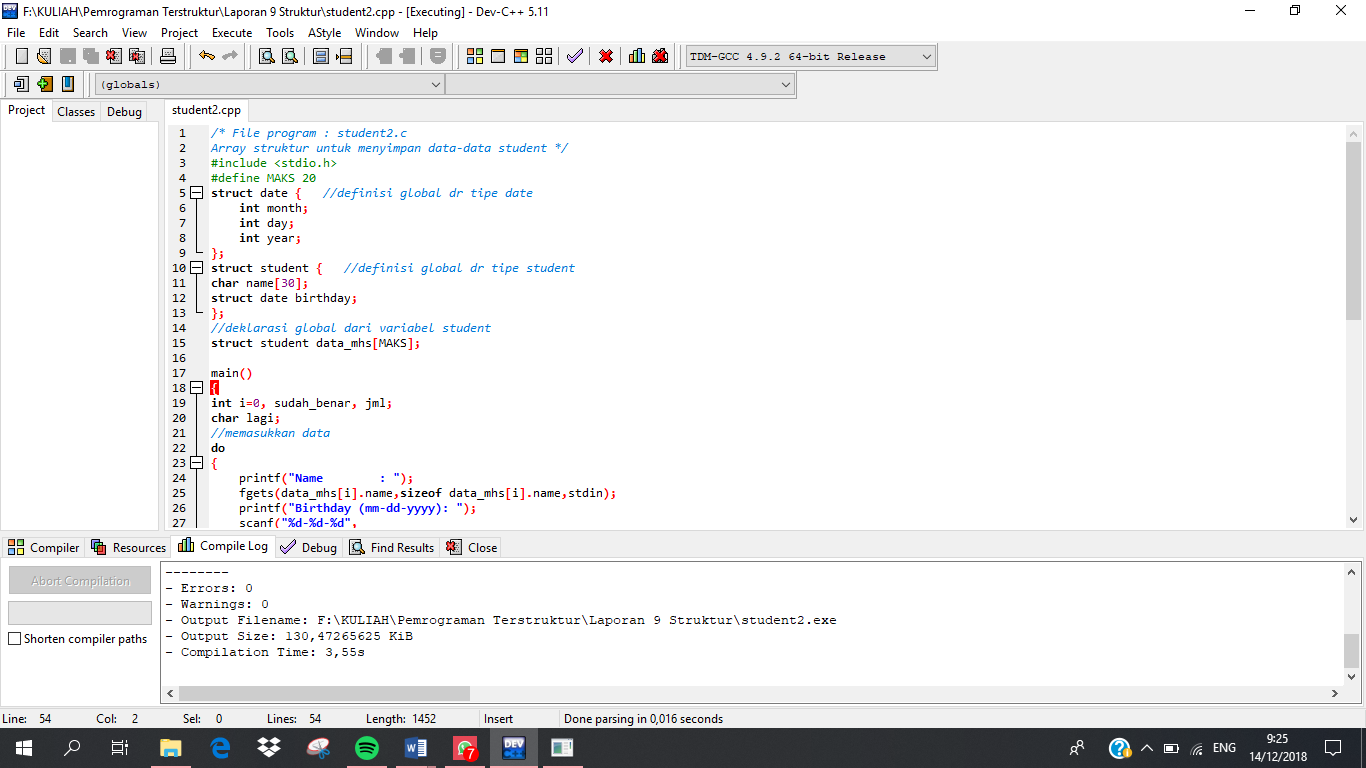 F:\KULIAH\Pemrograman Terstruktur\Laporan 9 Struktur\student2.cpp - [Executing] - Dev-C++ 5.11
File Edit Search View Project Execute Tools AStyle Window Help
TDM-GCC 4.9.2 64-bit Release
(globals)
Project Classes Debug student2.cpp
1 /* File program : student2.c
2 Array struktur untuk menyimpan data-data student */
3 #include <stdio.h>
4 #define MAKS 20
5 struct date { //definisi global dr tipe date
6 int month;
7 int day;
8 int year;
9 };
10 struct student { //definisi global dr tipe student
11 char name[30];
12 struct date birthday;
13 };
14 //deklarasi global dari variabel student
15 struct student data_mhs[MAKS];
16
17 main()
18 {
19 int i=0, sudah_benar, jml;
20 char lagi;
21 //memasukkan data
22 do
23 {
24 printf("Name        : ");
25 fgets(data_mhs[i].name,sizeof data_mhs[i].name,stdin);
26 printf("Birthday (mm-dd-yyyy): ");
27 scanf("%d-%d-%d",
Compiler Resources Compile Log Debug Find Results Close
Abort Compilation
Shorten compiler paths
--------
- Errors: 0
- Warnings: 0
- Output Filename: F:\KULIAH\Pemrograman Terstruktur\Laporan 9 Struktur\student2.exe
- Output Size: 130,47265625 KiB
- Compilation Time: 3,55s
Line: 54 Col: 2 Sel: 0 Lines: 54 Length: 1452 Insert Done parsing in 0,016 seconds
7
DEV
ENG
9:25
14/12/2018